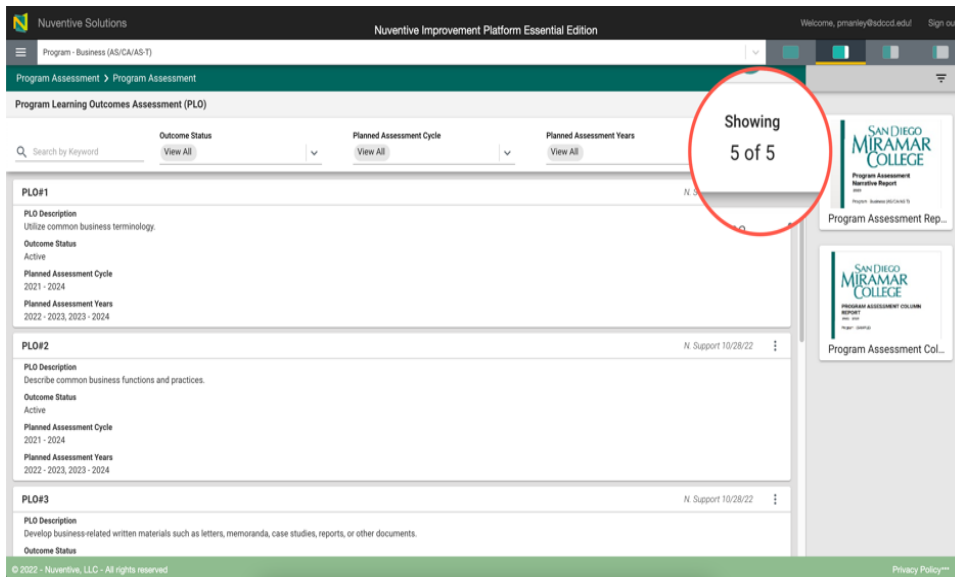 Nuventive Solutions
Nuventive Improvement Platform Essential Edition
Welcome, pmanley@sdccd.edu! Sign ou
Program - Business (AS/CA/AS-T)
Program Assessment > Program Assessment
Program Learning Outcomes Assessment (PLO)
Showing
5 of 5
Outcome Status
Planned Assessment Cycle
Planned Assessment Years
Search by Keyword
View All
View All
View All
PLO#1
N. S
PLO Description
Utilize common business terminology.
Outcome Status
Active
Planned Assessment Cycle
2021 - 2024
Planned Assessment Years
2022 - 2023, 2023 - 2024
PLO#2
N. Support 10/28/22
PLO Description
Describe common business functions and practices.
Outcome Status
Active
Planned Assessment Cycle
2021 - 2024
Planned Assessment Years
2022 - 2023, 2023 - 2024
PLO#3
N. Support 10/28/22
PLO Description
Develop business-related written materials such as letters, memoranda, case studies, reports, or other documents.
Outcome Status
SAN DIEGO
MIRAMAR
COLLEGE
Program Assessment
Narrative Report
Program Business (AS/CA/AS-T)
Program Assessment Rep...
SAN DIEGO
MIRAMAR
COLLEGE
PROGRAM ASSESSMENT COLUMN
REPORT
Program Assessment Col...
© 2022 - Nuventive, LLC - All rights reserved
Privacy Policy